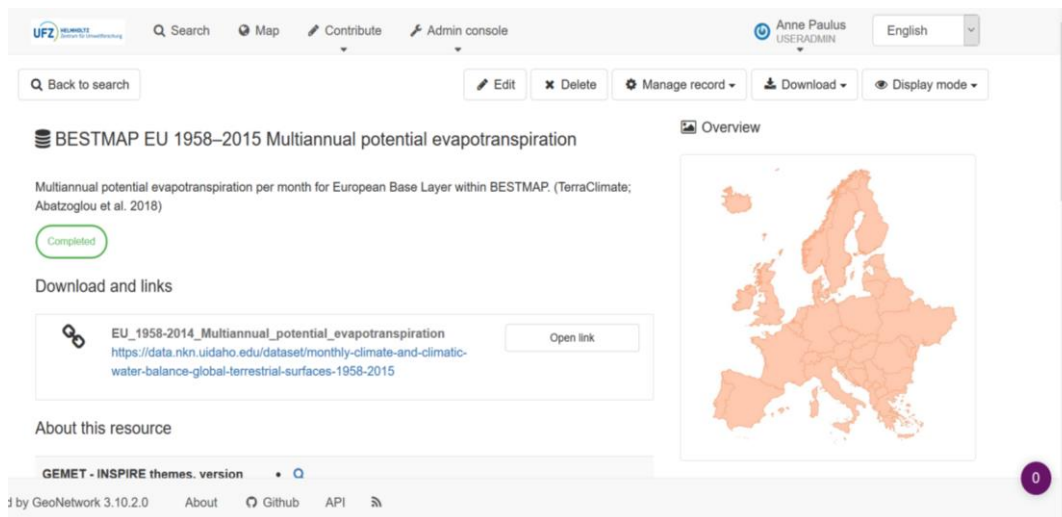 UFZ HELMHOLTZ
Zentrum für Umweltforschung
Search Map Contribute Admin console
Anne Paulus
USERADMIN
English
Back to search
Edit Delete Manage record Download Display mode
BESTMAP EU 1958–2015 Multiannual potential evapotranspiration
Multiannual potential evapotranspiration per month for European Base Layer within BESTMAP. (TerraClimate;
Abatzoglou et al. 2018)
Completed
Download and links
EU_1958-2014_Multiannual_potential_evapotranspiration
https://data.nkn.uidaho.edu/dataset/monthly-climate-and-climatic-
water-balance-global-terrestrial-surfaces-1958-2015
Open link
About this resource
GEMET - INSPIRE themes, version
Overview
0
d by GeoNetwork 3.10.2.0 About Github API